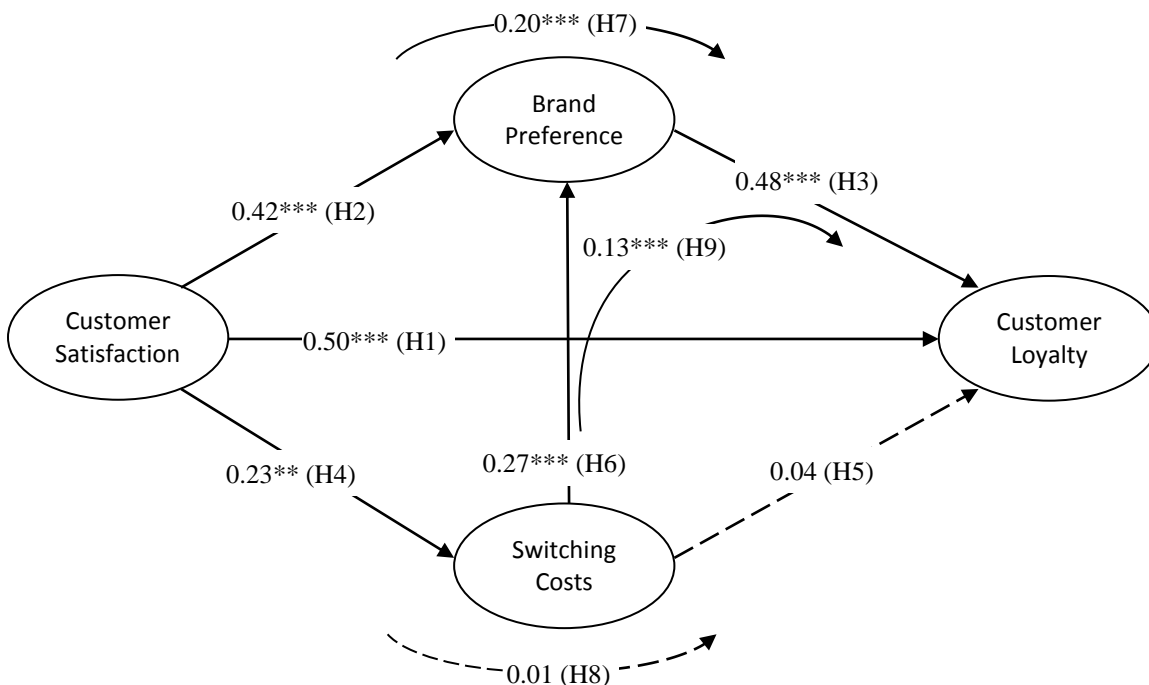 0.20*** (H7)
Brand
Preference
0.48*** (H3)
0.42*** (H2)
0.13*** (H9)
Customer
Satisfaction
0.50*** (H1)
Customer
Loyalty
0.23** (H4)
0.27*** (H6)
0.04 (H5)
Switching
Costs
0.01 (H8)